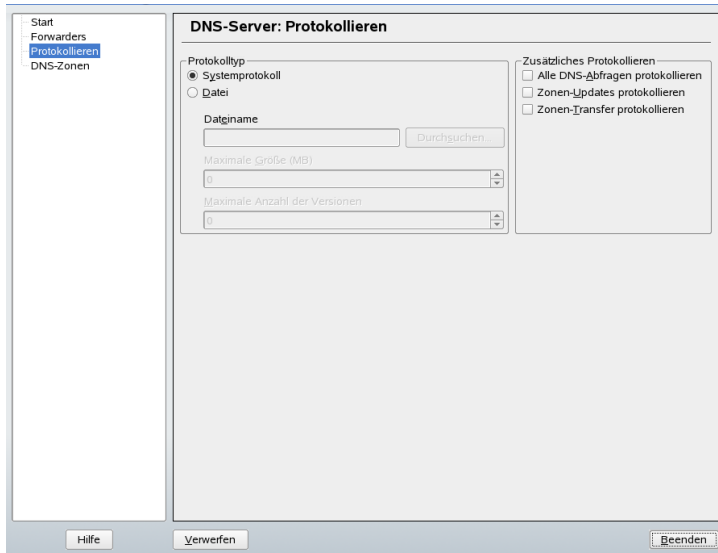 Start
Forwarders
Protokollieren
DNS-Zonen
DNS-Server: Protokollieren
Protokolltyp
Systemprotokoll
Datei
Dateiname
Durchsuchen...
Maximale Größe (MB)
0
Maximale Anzahl der Versionen
0
Zusätzliches Protokollieren
Alle DNS-Abfragen protokollieren
Zonen-Updates protokollieren
Zonen-Transfer protokollieren
Hilfe
Verwerfen
Beenden